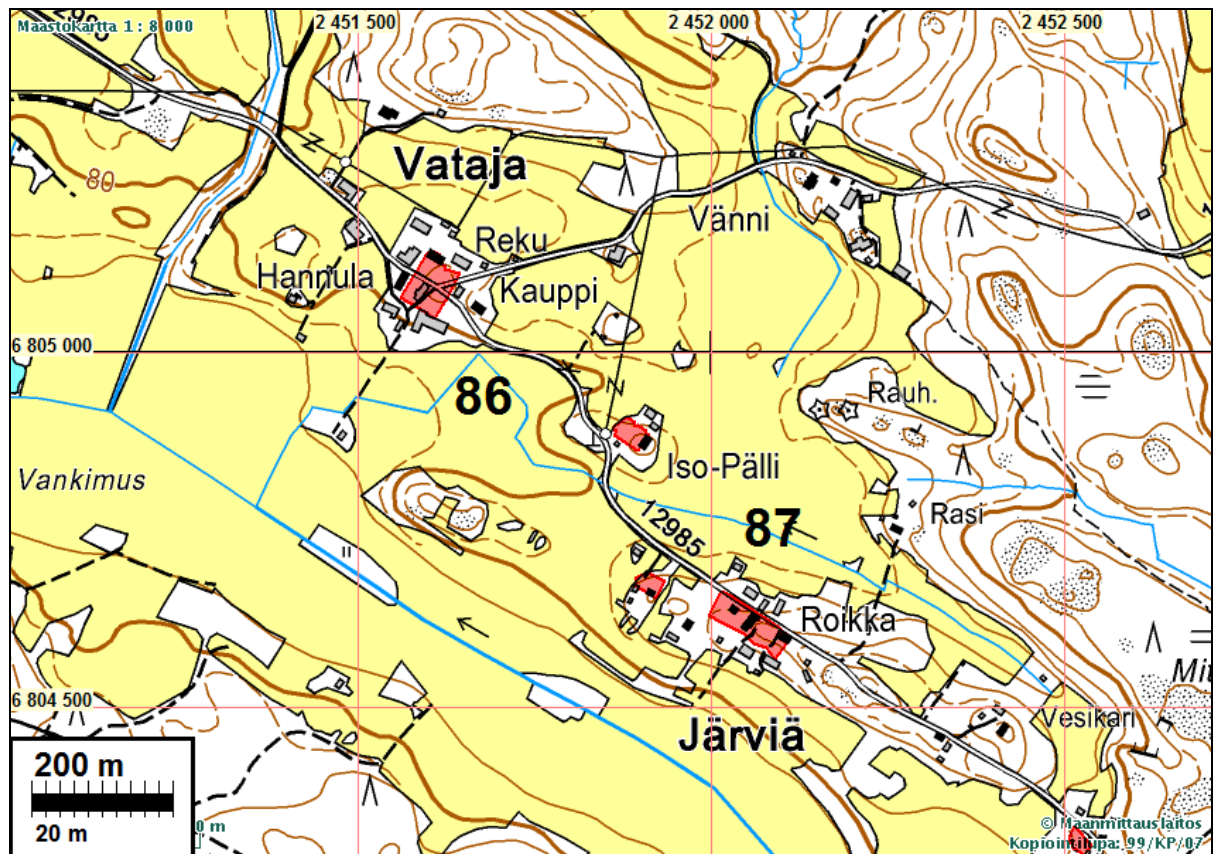 Maastokartta 1 : 8 000
2 451 500
2 452 000
2 452 500
80
Vataja
Vänni
Reku
Hannula
Kauppi
6 805 000
86
Rauh.
Iso-Pälli
Vankimus
12985
87
Rasi
Roikka
6 804 500
Järviä
Vesikari
Mit
200 m
20 m
0 m
© Maanmittauslaitos
Kopiointilupa: 99/KP/07